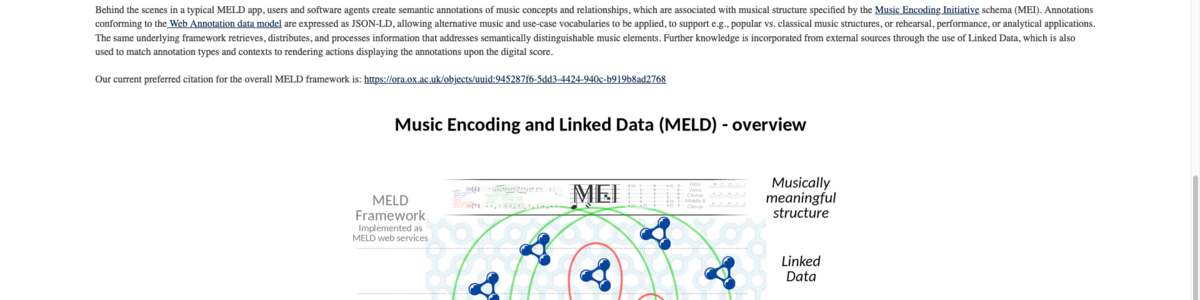 Behind the scenes in a typical MELD app, users and software agents create semantic annotations of music concepts and relationships, which are associated with musical structure specified by the Music Encoding Initiative schema (MEI). Annotations
conforming to the Web Annotation data model are expressed as JSON-LD, allowing alternative music and use-case vocabularies to be applied, to support e.g., popular vs. classical music structures, or rehearsal, performance, or analytical applications.
The same underlying framework retrieves, distributes, and processes information that addresses semantically distinguishable music elements. Further knowledge is incorporated from external sources through the use of Linked Data, which is also
used to match annotation types and contexts to rendering actions displaying the annotations upon the digital score.
Our current preferred citation for the overall MELD framework is: https://ora.ox.ac.uk/objects/uuid:945287f6-5dd3-4424-940c-b919b8ad2768
Music Encoding and Linked Data (MELD) - overview
MEI
Musically
meaningful
structure
MELD
Framework
Implemented as
MELD web services
Linked
Data